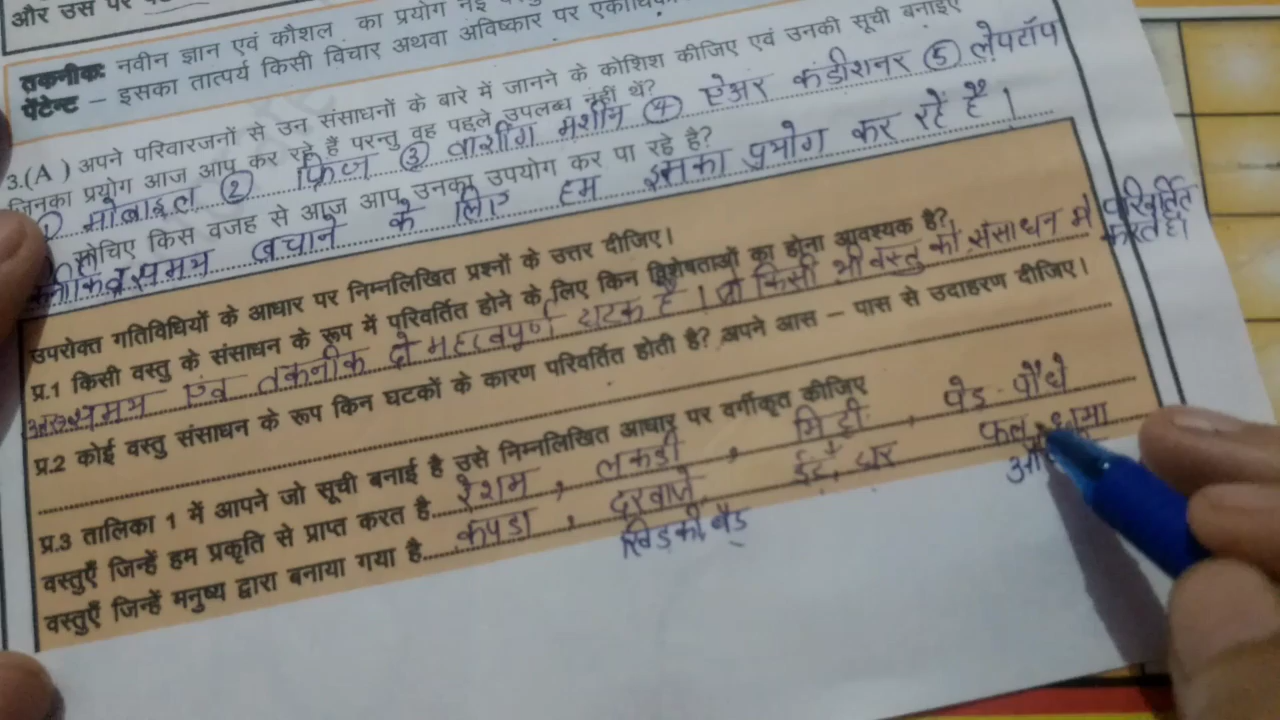 और उस पर
तकनीक: नवीन ज्ञान एवं कौशल का प्रयोग नई
पेटेन्ट – इसका तात्पर्य किसी विचार अथवा अविष्कार पर
3.(A ) अपने परिवारजनों से उन संसाधनों के बारे में जानने के कोशिश कीजिए एवं उनकी सूची बनाईए
जिनका प्रयोग आज आप कर रहे हैं परन्तु वह पहले उपलब्ध नहीं थें?
① मोबाइल ② फ्रिज ③ वाशींग मशीन ④ ऐअर कंडीशनर ⑤ लेपटॉप
सोचिए किस वजह से आज आप उनका उपयोग कर पा रहे है?
समय बचाने के लिए हम इसका प्रयोग कर रहें हैं।
उपरोक्त गतिविधियों के आधार पर निम्नलिखित प्रश्नों के उत्तर दीजिए।
प्र.1 किसी वस्तु के संसाधन के रूप में परिवर्तित होने के लिए किन विशेषताओं का होना आवश्यक है?
समय एंव तकनीक दो महत्वपुर्ण घटक है। जो किसी भी वस्तु को संसाधन मे परिवर्तित
करते है।
प्र.2 कोई वस्तु संसाधन के रूप किन घटकों के कारण परिवर्तित होती है? अपने आस – पास से उदाहरण दीजिए।
प्र.3 तालिका 1 में आपने जो सूची बनाई है उसे निम्नलिखित आधार पर वर्गीकृत कीजिए
वस्तुएँ जिन्हें हम प्रकृति से प्राप्त करत है रेशम , लकडी , मिट्टी , पेड-पौधे
वस्तुएँ जिन्हें मनुष्य द्वारा बनाया गया है कपडा , दरवाजे, ईंटे, घर फल
खिडकी बैड